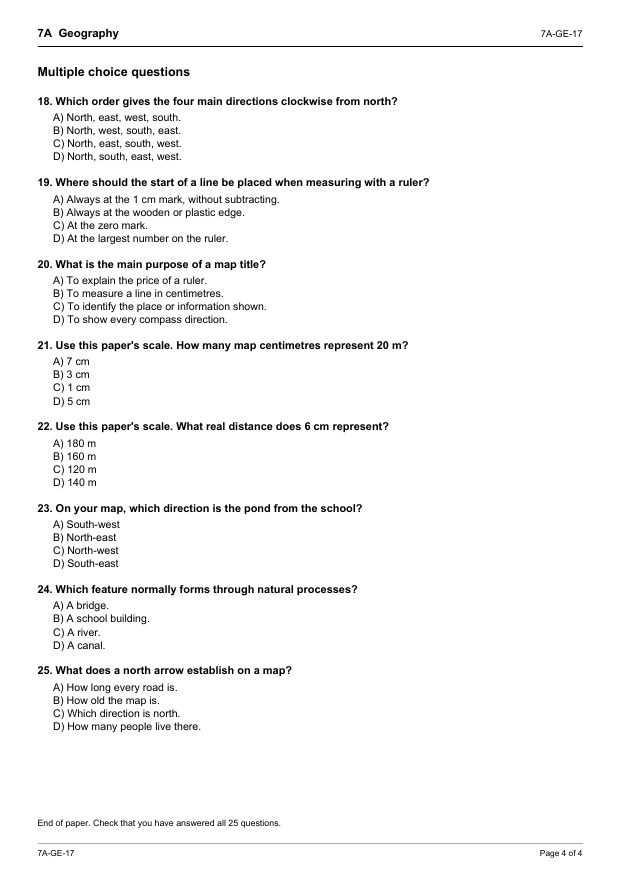 7A Geography
7A-GE-17
Multiple choice questions
18. Which order gives the four main directions clockwise from north?
A) North, east, west, south.
B) North, west, south, east.
C) North, east, south, west.
D) North, south, east, west.
19. Where should the start of a line be placed when measuring with a ruler?
A) Always at the 1 cm mark, without subtracting.
B) Always at the wooden or plastic edge.
C) At the zero mark.
D) At the largest number on the ruler.
20. What is the main purpose of a map title?
A) To explain the price of a ruler.
B) To measure a line in centimetres.
C) To identify the place or information shown.
D) To show every compass direction.
21. Use this paper's scale. How many map centimetres represent 20 m?
A) 7 cm
B) 3 cm
C) 1 cm
D) 5 cm
22. Use this paper's scale. What real distance does 6 cm represent?
A) 180 m
B) 160 m
C) 120 m
D) 140 m
23. On your map, which direction is the pond from the school?
A) South-west
B) North-east
C) North-west
D) South-east
24. Which feature normally forms through natural processes?
A) A bridge.
B) A school building.
C) A river.
D) A canal.
25. What does a north arrow establish on a map?
A) How long every road is.
B) How old the map is.
C) Which direction is north.
D) How many people live there.
End of paper. Check that you have answered all 25 questions.
7A-GE-17
Page 4 of 4